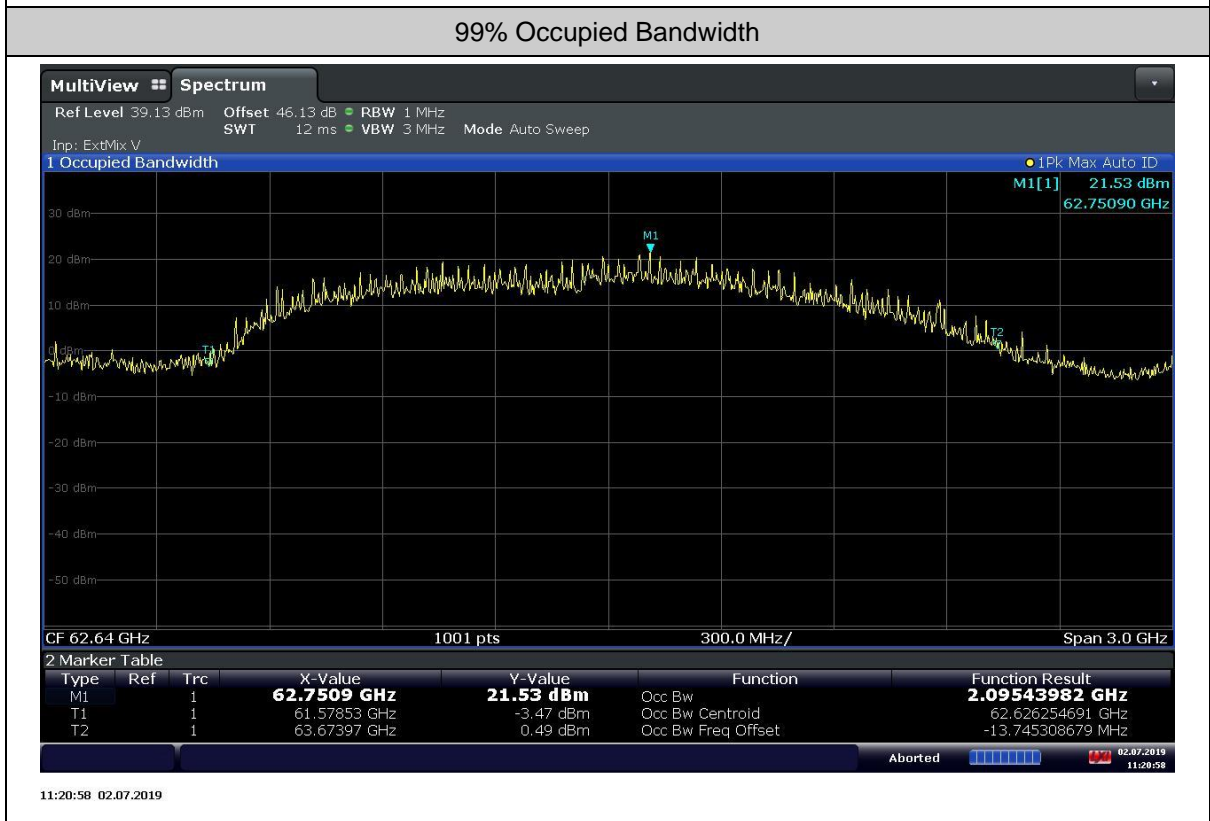 99% Occupied Bandwidth
MultiView Spectrum
Ref Level 39.13 dBm Offset 46.13 dB RBW 1 MHz
SWT 12 ms VBW 3 MHz Mode Auto Sweep
Inp: ExtMix V
1 Occupied Bandwidth 1Pk Max Auto ID
M1[1] 21.53 dBm
62.75090 GHz
30 dBm
M1
20 dBm
10 dBm
T2
T1
0 dBm
-10 dBm
-20 dBm
-30 dBm
-40 dBm
-50 dBm
CF 62.64 GHz 1001 pts 300.0 MHz/ Span 3.0 GHz
2 Marker Table
Type Ref Trc X-Value Y-Value Function Function Result
M1 1 62.7509 GHz 21.53 dBm Occ Bw 2.09543982 GHz
T1 1 61.57853 GHz -3.47 dBm Occ Bw Centroid 62.626254691 GHz
T2 1 63.67397 GHz 0.49 dBm Occ Bw Freq Offset -13.745308679 MHz
Aborted 02.07.2019
11:20:58
11:20:58 02.07.2019